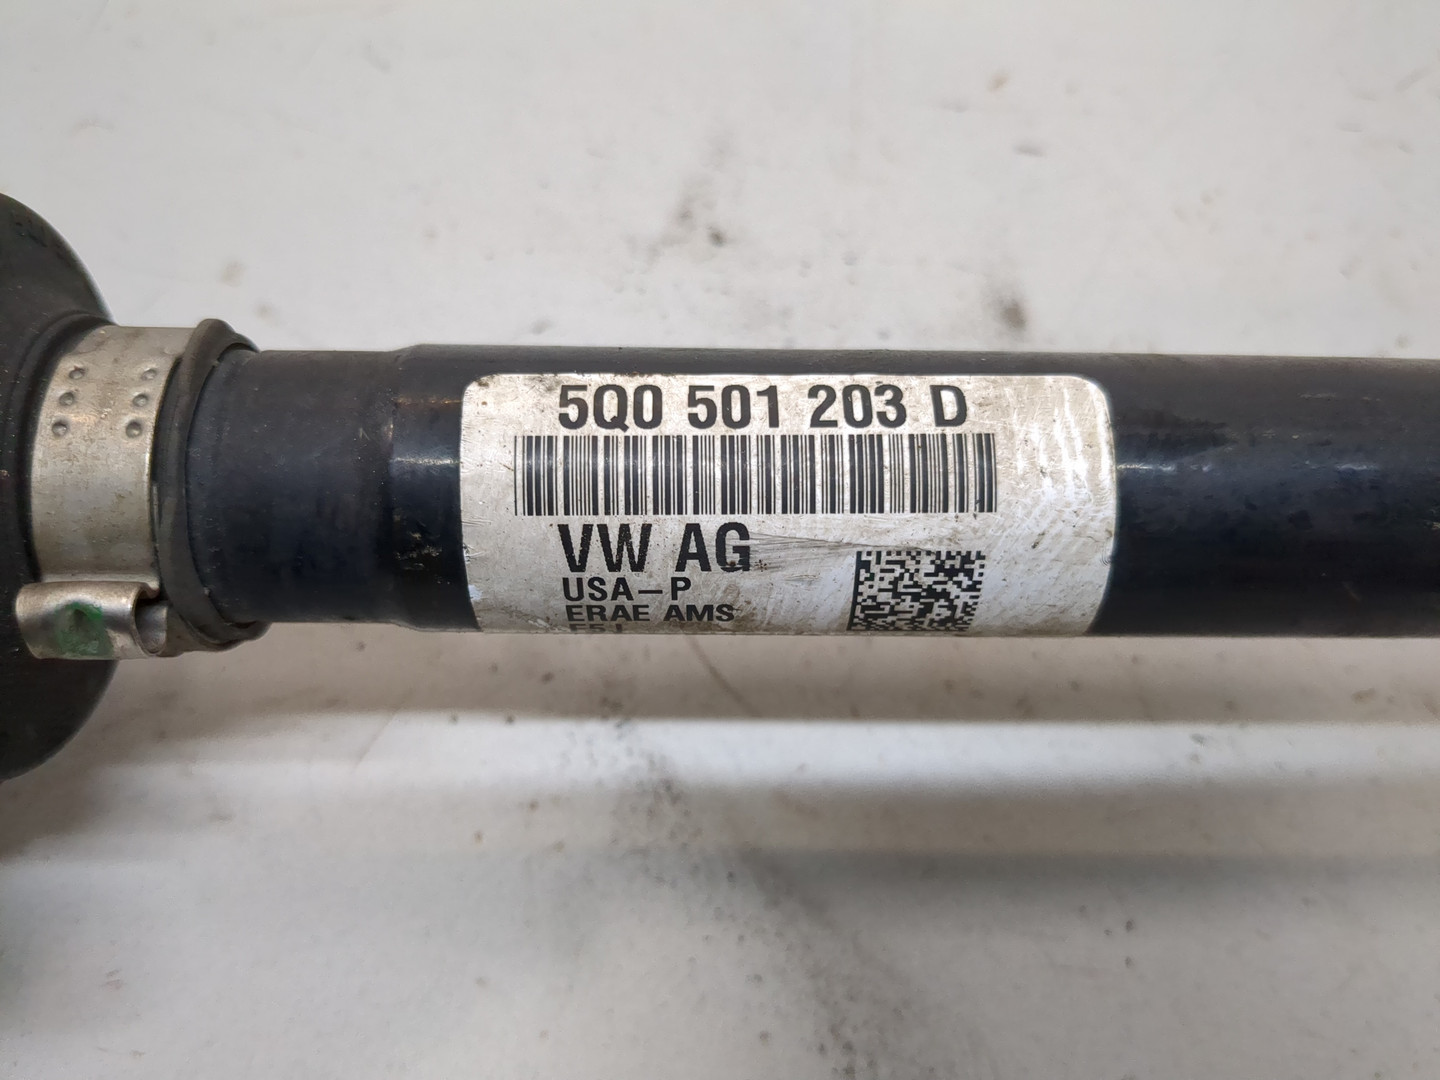 5Q0 501 203 D
VW AG
USA-P
ERAE AMS